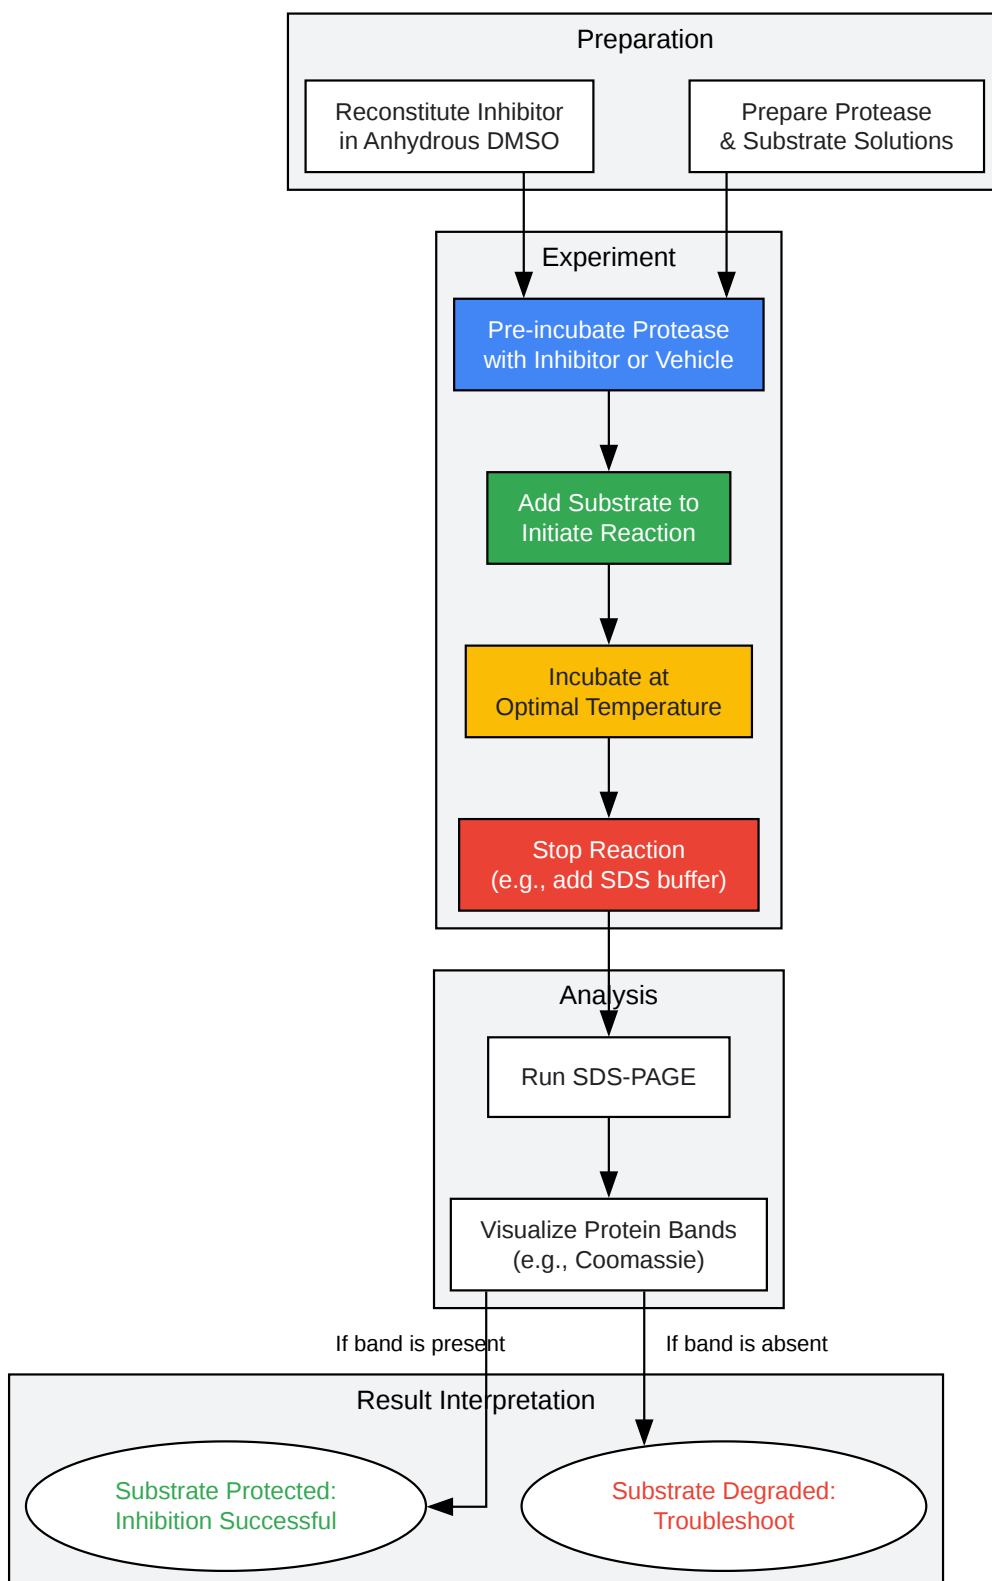 Preparation
Reconstitute Inhibitor
in Anhydrous DMSO
Prepare Protease
& Substrate Solutions
Experiment
Pre-incubate Protease
with Inhibitor or Vehicle
Add Substrate to
Initiate Reaction
Incubate at
Optimal Temperature
Stop Reaction
(e.g., add SDS buffer)
Analysis
Run SDS-PAGE
Visualize Protein Bands
(e.g., Coomassie)
If band is present
If band is absent
Result Interpretation
Substrate Protected:
Inhibition Successful
Substrate Degraded:
Troubleshoot